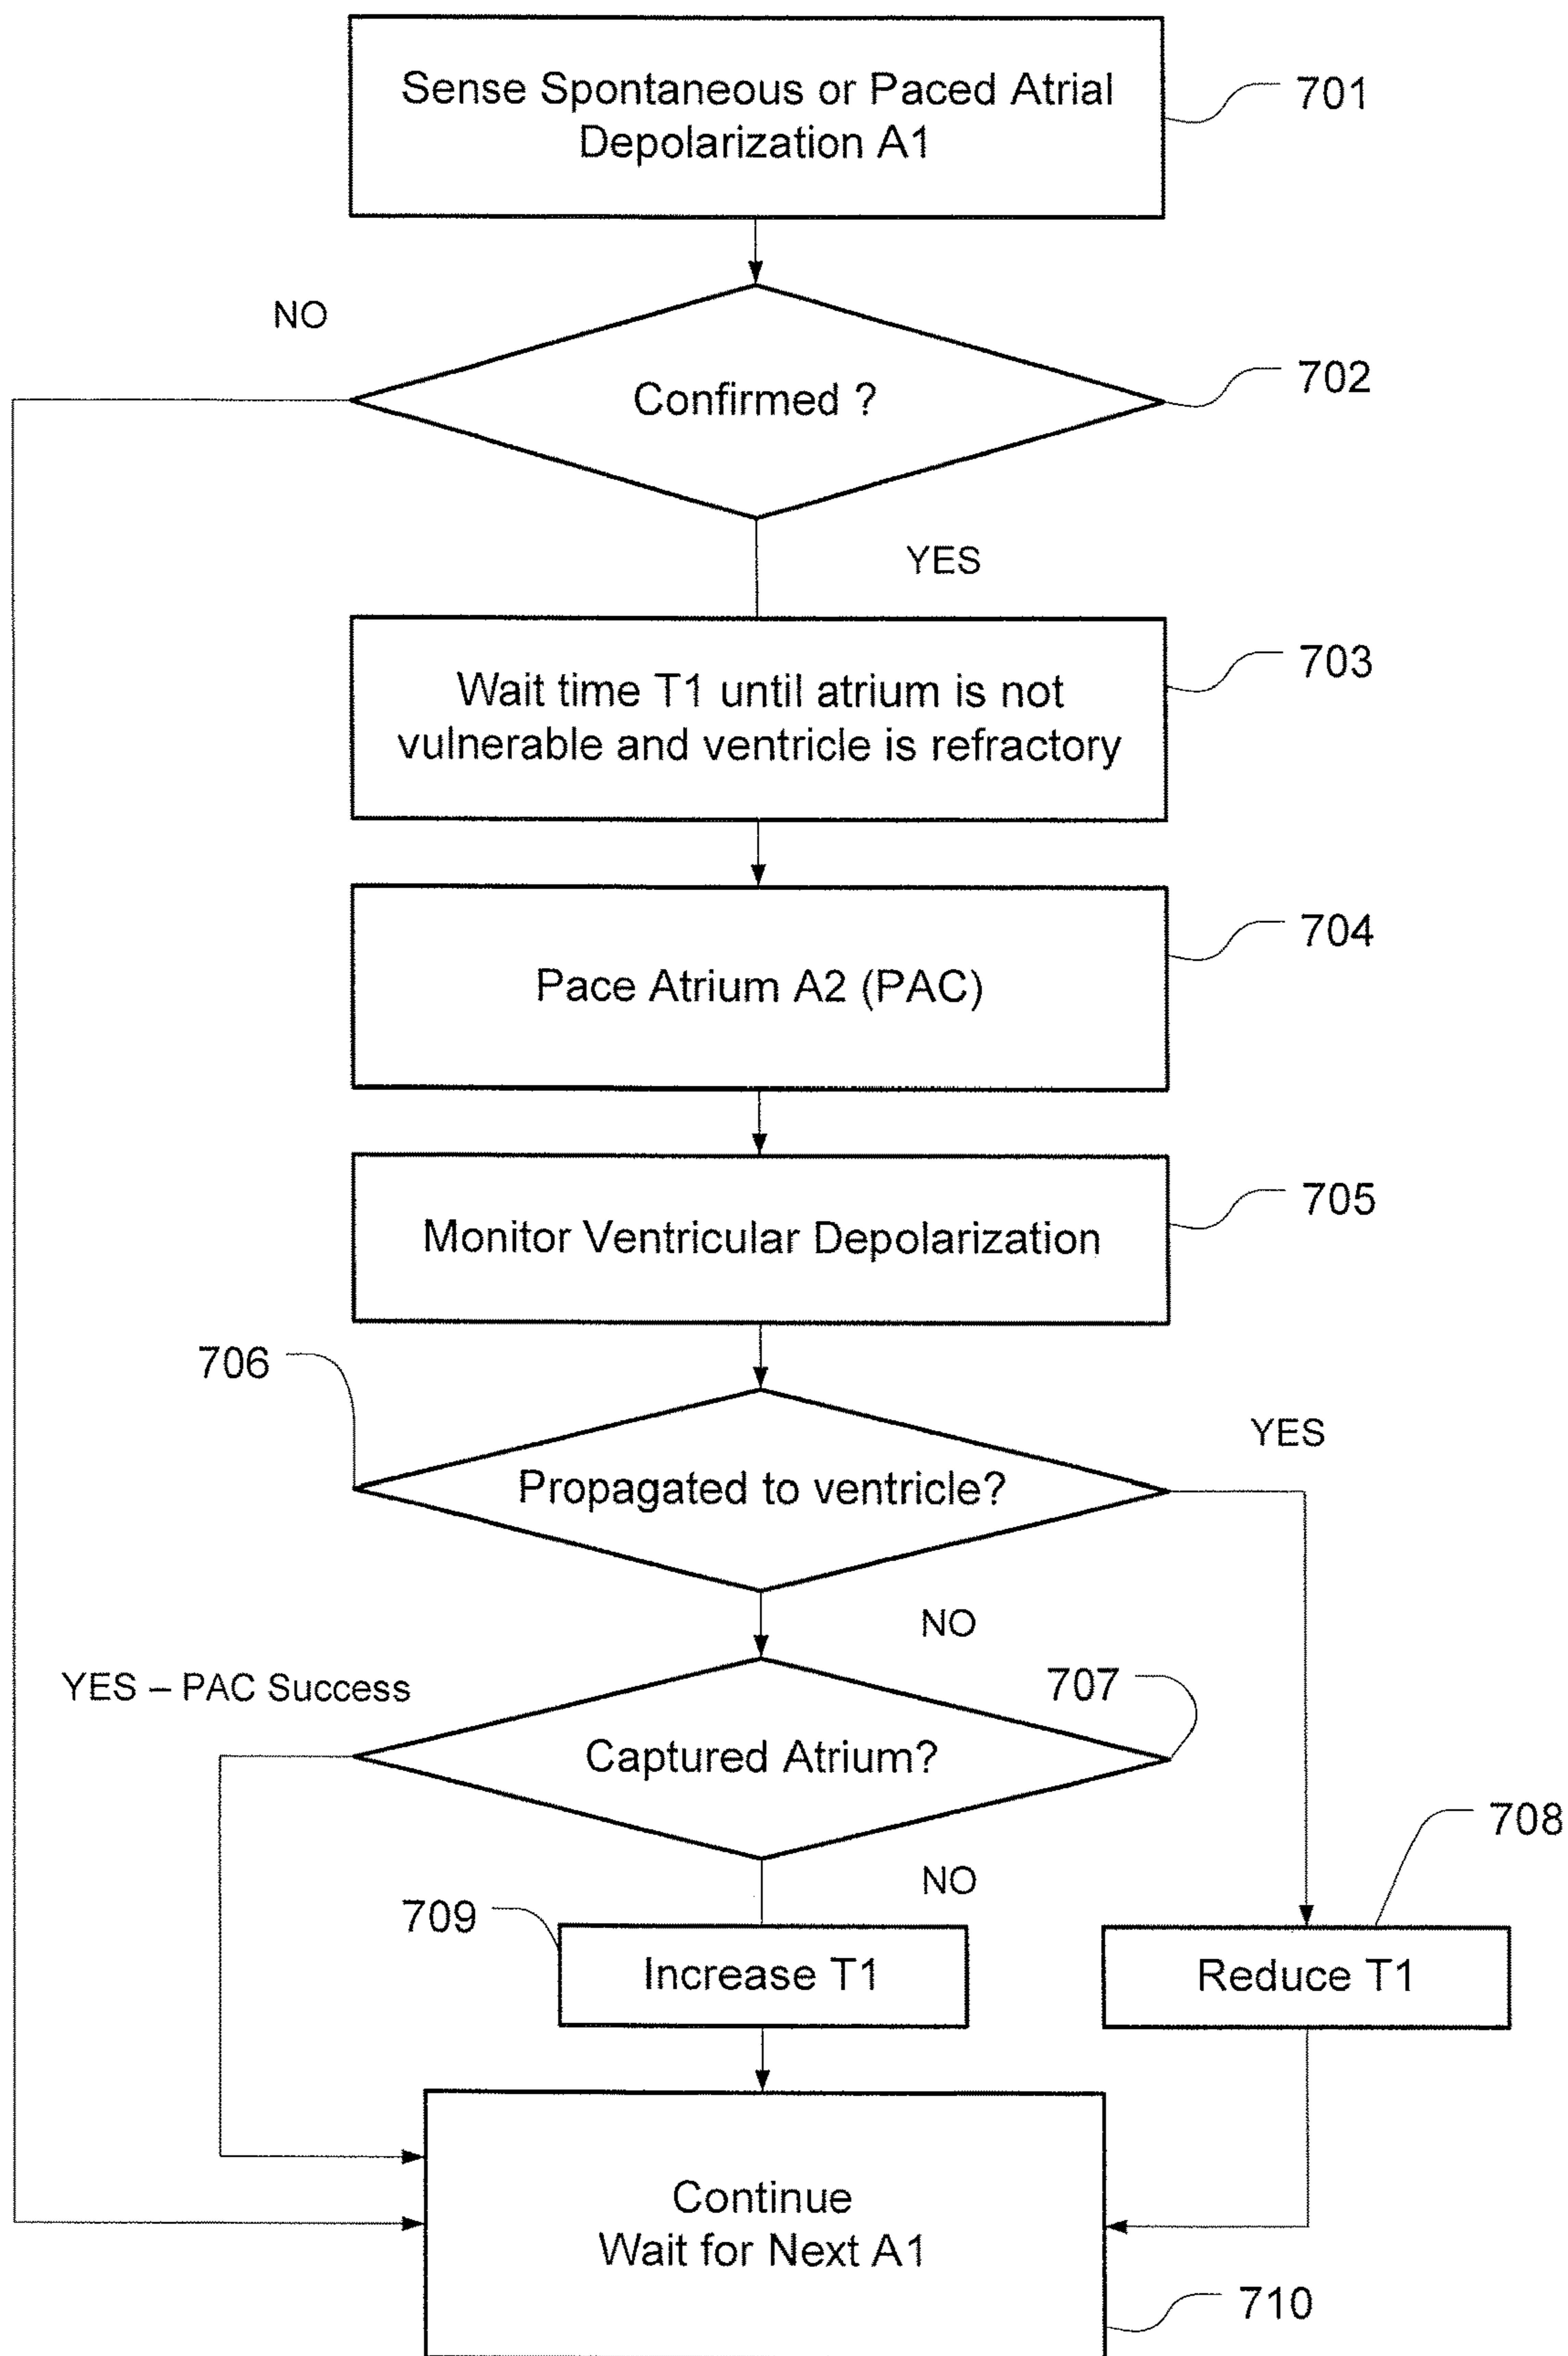 Sense Spontaneous or Paced Atrial
Depolarization A1
701
NO
Confirmed ?
702
YES
Wait time T1 until atrium is not
vulnerable and ventricle is refractory
703
Pace Atrium A2 (PAC)
704
Monitor Ventricular Depolarization
705
706
YES
Propagated to ventricle?
NO
YES – PAC Success
707
Captured Atrium?
708
NO
709
Increase T1
Reduce T1
Continue
Wait for Next A1
710